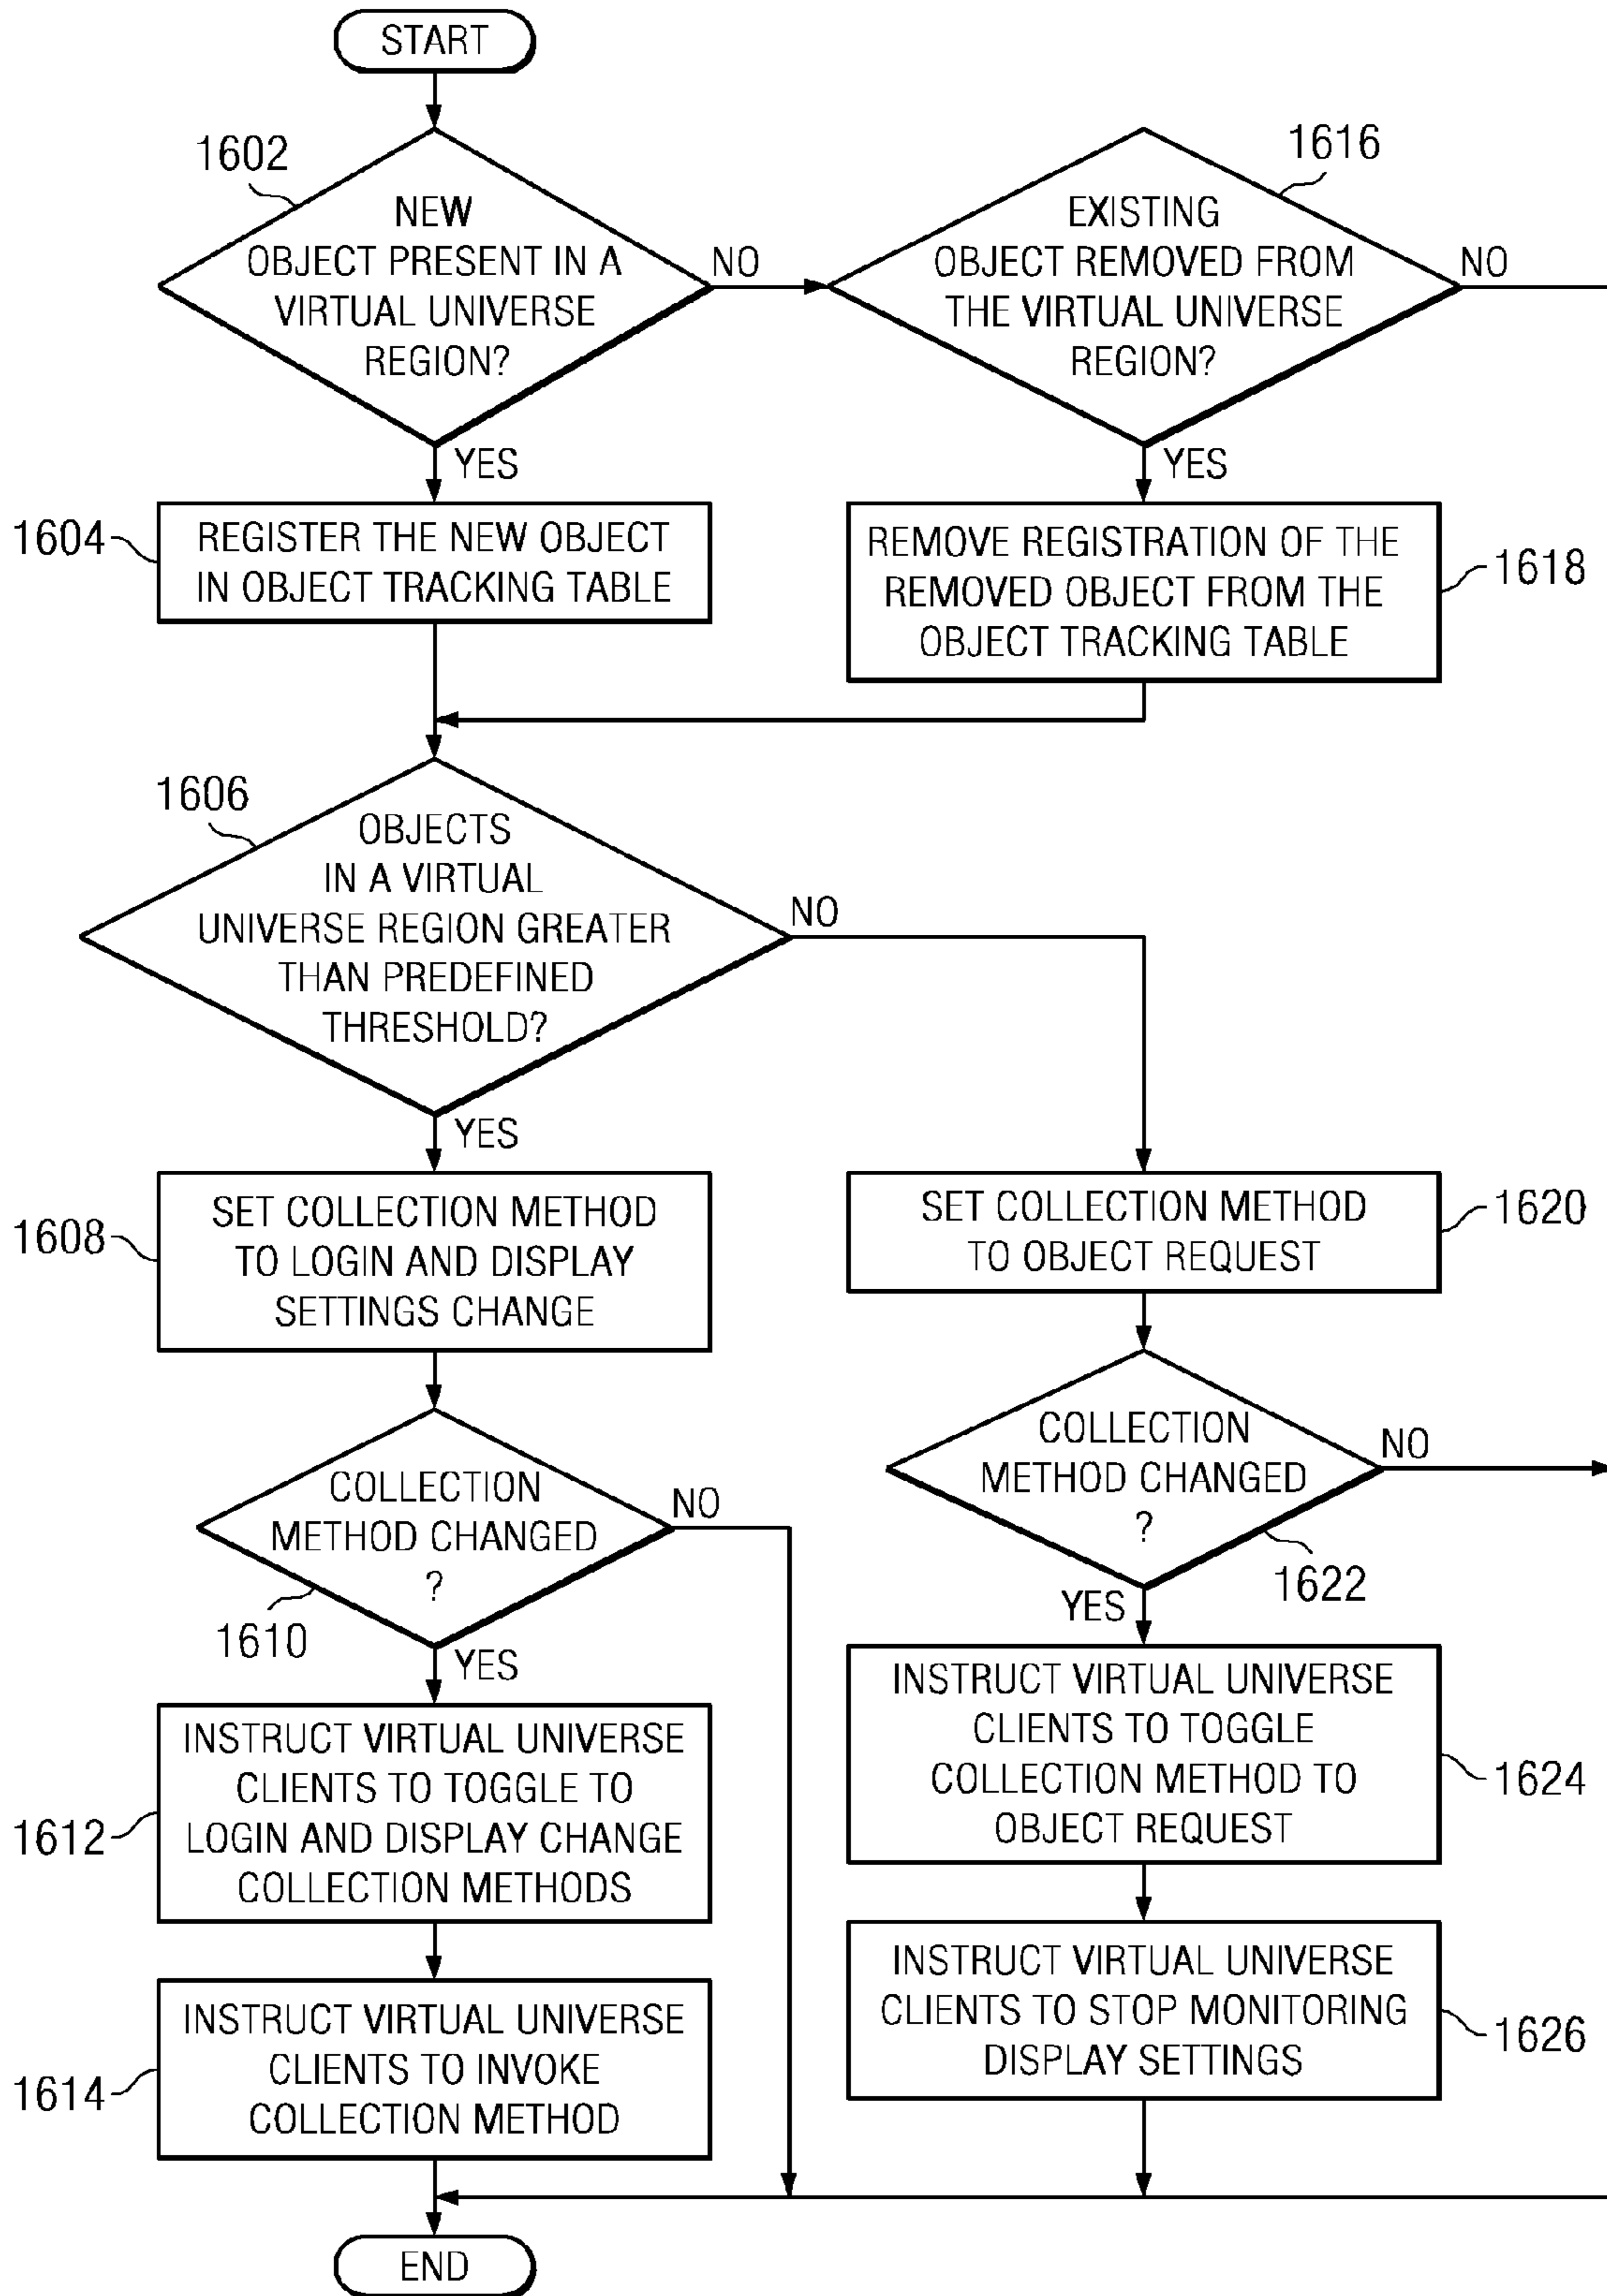 START
1602
NEW
OBJECT PRESENT IN A
VIRTUAL UNIVERSE
REGION?
NO
YES
1616
EXISTING
OBJECT REMOVED FROM
THE VIRTUAL UNIVERSE
REGION?
NO
YES
1604
REGISTER THE NEW OBJECT
IN OBJECT TRACKING TABLE
REMOVE REGISTRATION OF THE
REMOVED OBJECT FROM THE
OBJECT TRACKING TABLE
1618
1606
OBJECTS
IN A VIRTUAL
UNIVERSE REGION GREATER
THAN PREDEFINED
THRESHOLD?
NO
YES
1608
SET COLLECTION METHOD
TO LOGIN AND DISPLAY
SETTINGS CHANGE
SET COLLECTION METHOD
TO OBJECT REQUEST
1620
COLLECTION
METHOD CHANGED
?
NO
1610
YES
COLLECTION
METHOD CHANGED
?
NO
1622
YES
1612
INSTRUCT VIRTUAL UNIVERSE
CLIENTS TO TOGGLE TO
LOGIN AND DISPLAY CHANGE
COLLECTION METHODS
INSTRUCT VIRTUAL UNIVERSE
CLIENTS TO TOGGLE
COLLECTION METHOD TO
OBJECT REQUEST
1624
1614
INSTRUCT VIRTUAL UNIVERSE
CLIENTS TO INVOKE
COLLECTION METHOD
INSTRUCT VIRTUAL UNIVERSE
CLIENTS TO STOP MONITORING
DISPLAY SETTINGS
1626
END